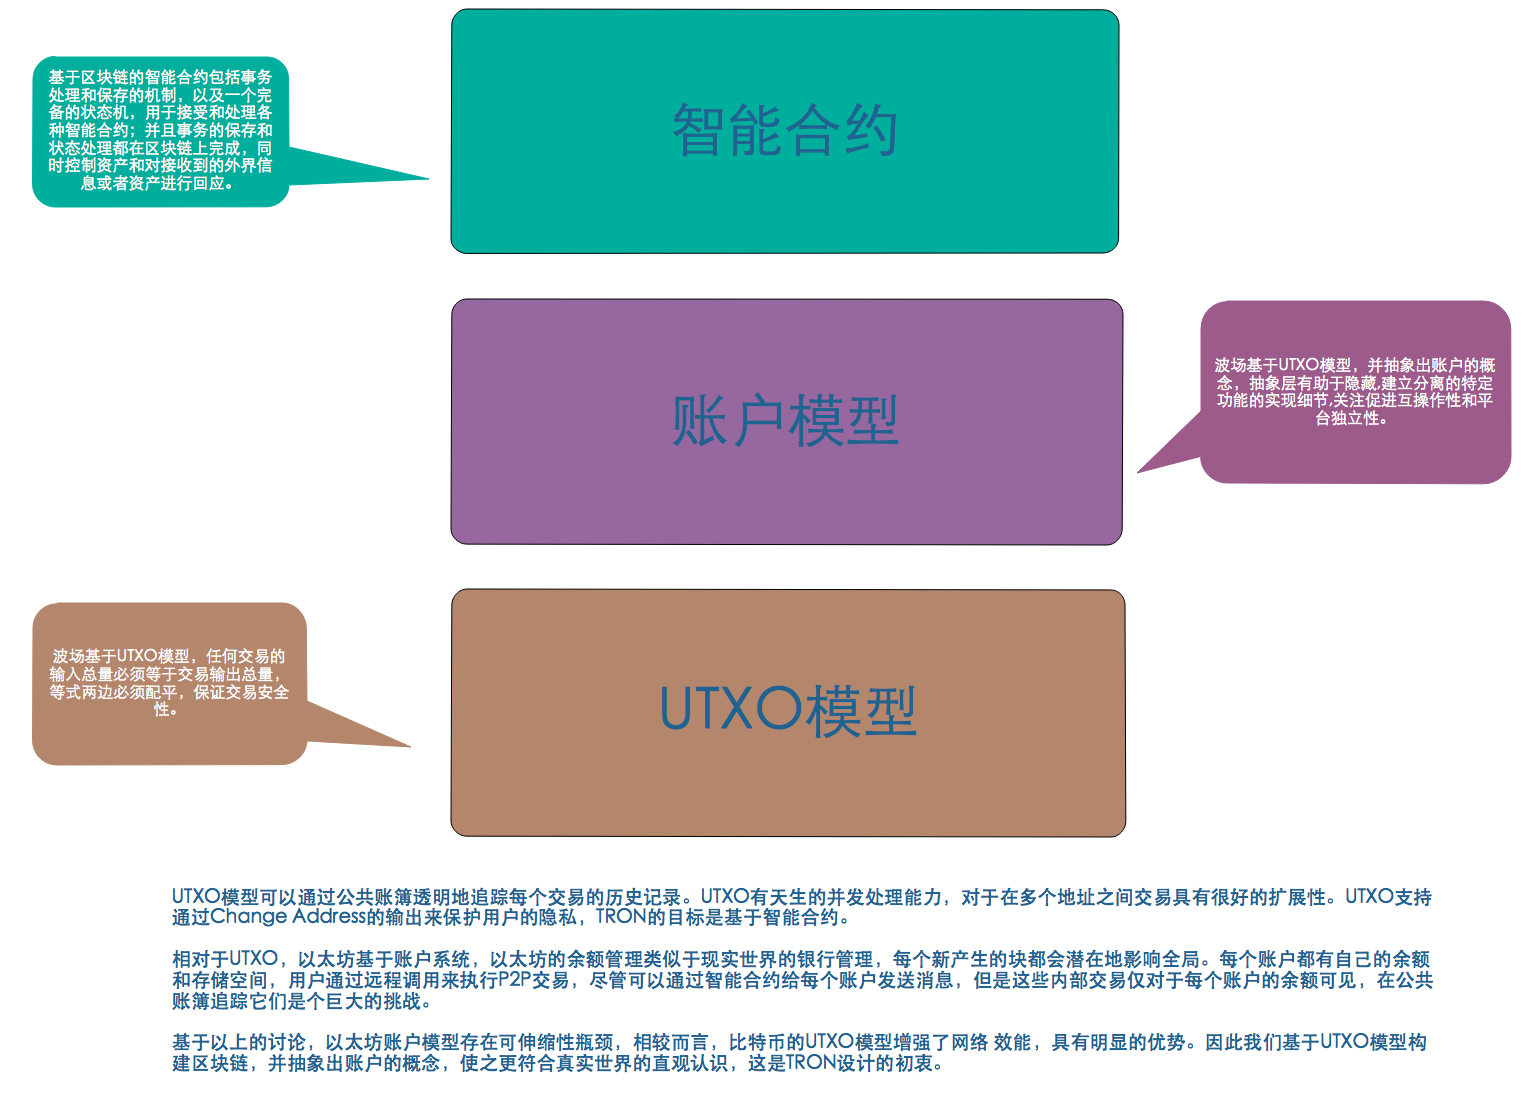 智能合约
基于区块链的智能合约包括事务
处理和保存的机制，以及一个完
备的状态机，用于接受和处理各
种智能合约；并且事务的保存和
状态处理都在区块链上完成，同
时控制资产和对接收到的外界信
息或者资产进行回应。
账户模型
波场基于UTXO模型，并抽象出账户的概
念，抽象层有助于隐藏,建立分离的特定
功能的实现细节,关注促进互操作性和平
台独立性。
UTXO模型
波场基于UTXO模型，任何交易的
输入总量必须等于交易输出总量，
等式两边必须配平，保证交易安全
性。
UTXO模型可以通过公共账簿透明地追踪每个交易的历史记录。UTXO有天生的并发处理能力，对于在多个地址之间交易具有很好的扩展性。UTXO支持
通过Change Address的输出来保护用户的隐私，TRON的目标是基于智能合约。
相对于UTXO，以太坊基于账户系统，以太坊的余额管理类似于现实世界的银行管理，每个新产生的块都会潜在地影响全局。每个账户都有自己的余额
和存储空间，用户通过远程调用来执行P2P交易，尽管可以通过智能合约给每个账户发送消息，但是这些内部交易仅对于每个账户的余额可见，在公共
账簿追踪它们是个巨大的挑战。
基于以上的讨论，以太坊账户模型存在可伸缩性瓶颈，相较而言，比特币的UTXO模型增强了网络 效能，具有明显的优势。因此我们基于UTXO模型构
建区块链，并抽象出账户的概念，使之更符合真实世界的直观认识，这是TRON设计的初衷。